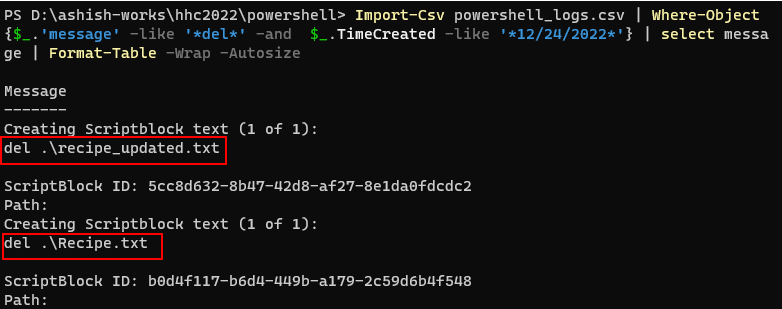 PS D:\ashish-works\hhc2022\powershell> Import-Csv powershell_logs.csv | Where-Object
{$_.'message' -like '*del*' -and  $_.TimeCreated -like '*12/24/2022*'} | select messa
ge | Format-Table -Wrap -Autosize
Message
-------
Creating Scriptblock text (1 of 1):
del .\recipe_updated.txt
ScriptBlock ID: 5cc8d632-8b47-42d8-af27-8e1da0fdcdc2
Path:
Creating Scriptblock text (1 of 1):
del .\Recipe.txt
ScriptBlock ID: b0d4f117-b6d4-449b-a179-2c59d6b4f548
Path: